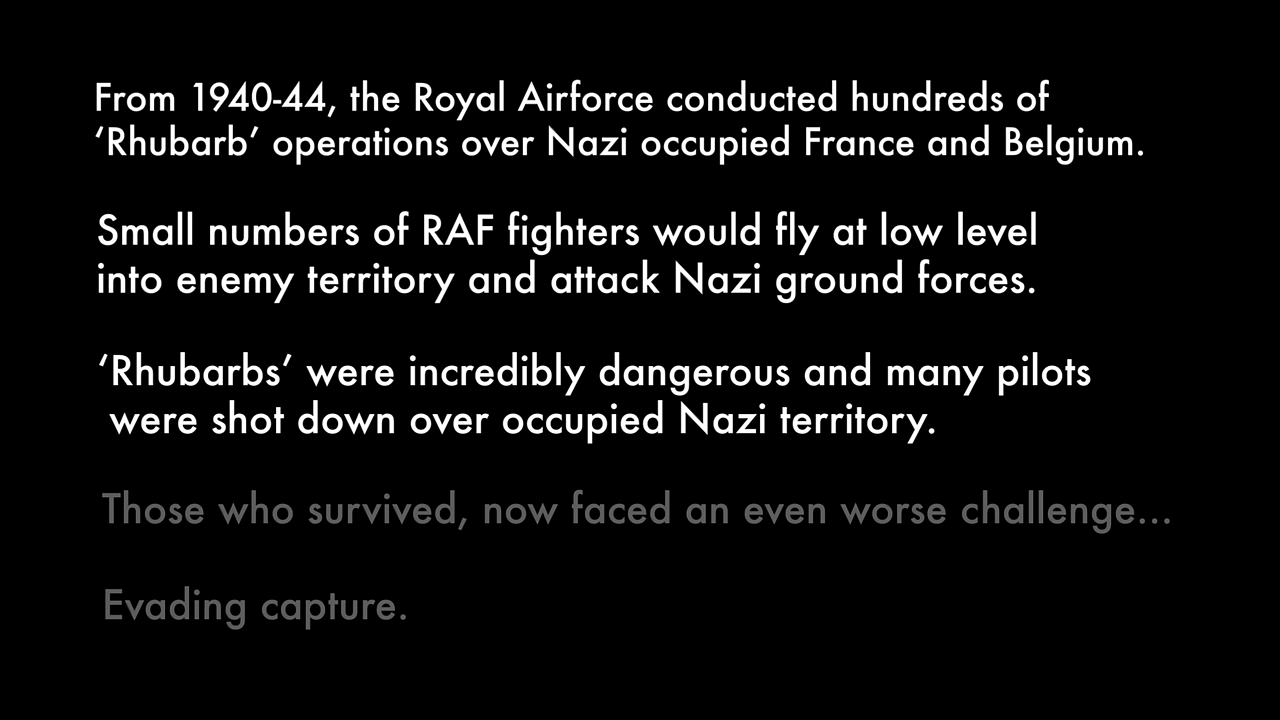 From 1940-44, the Royal Airforce conducted hundreds of
‘Rhubarb’ operations over Nazi occupied France and Belgium.
Small numbers of RAF fighters would fly at low level
into enemy territory and attack Nazi ground forces.
‘Rhubarbs’ were incredibly dangerous and many pilots
were shot down over occupied Nazi territory.
Those who survived, now faced an even worse challenge...
Evading capture.